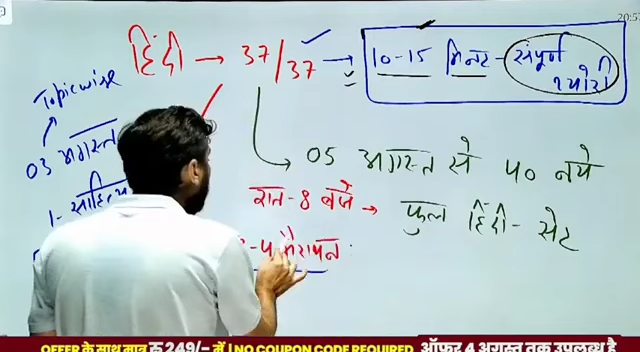 20:57
हिंदी → 37/37 → 10-15 मिनट - संपूर्ण
थ्योरी
Topicwise
03 अगस्त
05 अगस्त से 40 नये
1- साहित्य
रात-8 बजे → फुल हिंदी - सेट
OFFER के साथ मात्र रु 249/- में | NO COUPON CODE REQUIRED
ऑफर 4 अगस्त तक उपलब्ध है